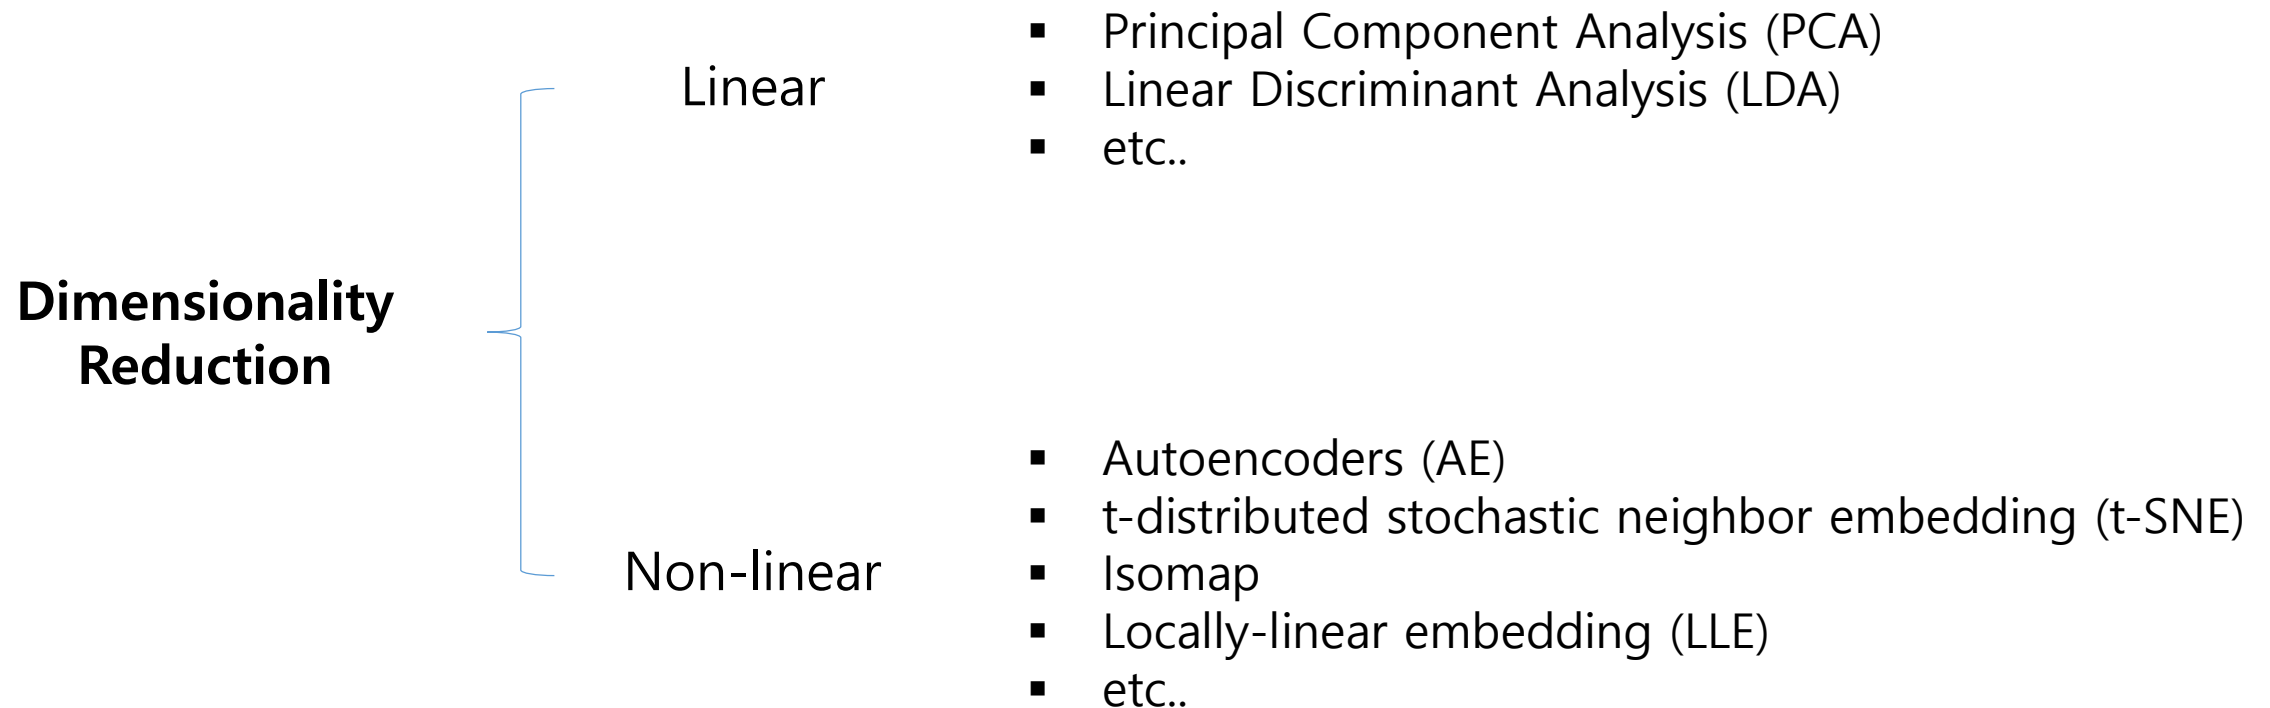 Dimensionality
Reduction
Linear
▪ Principal Component Analysis (PCA)
▪ Linear Discriminant Analysis (LDA)
▪ etc..
Non-linear
▪ Autoencoders (AE)
▪ t-distributed stochastic neighbor embedding (t-SNE)
▪ Isomap
▪ Locally-linear embedding (LLE)
▪ etc..